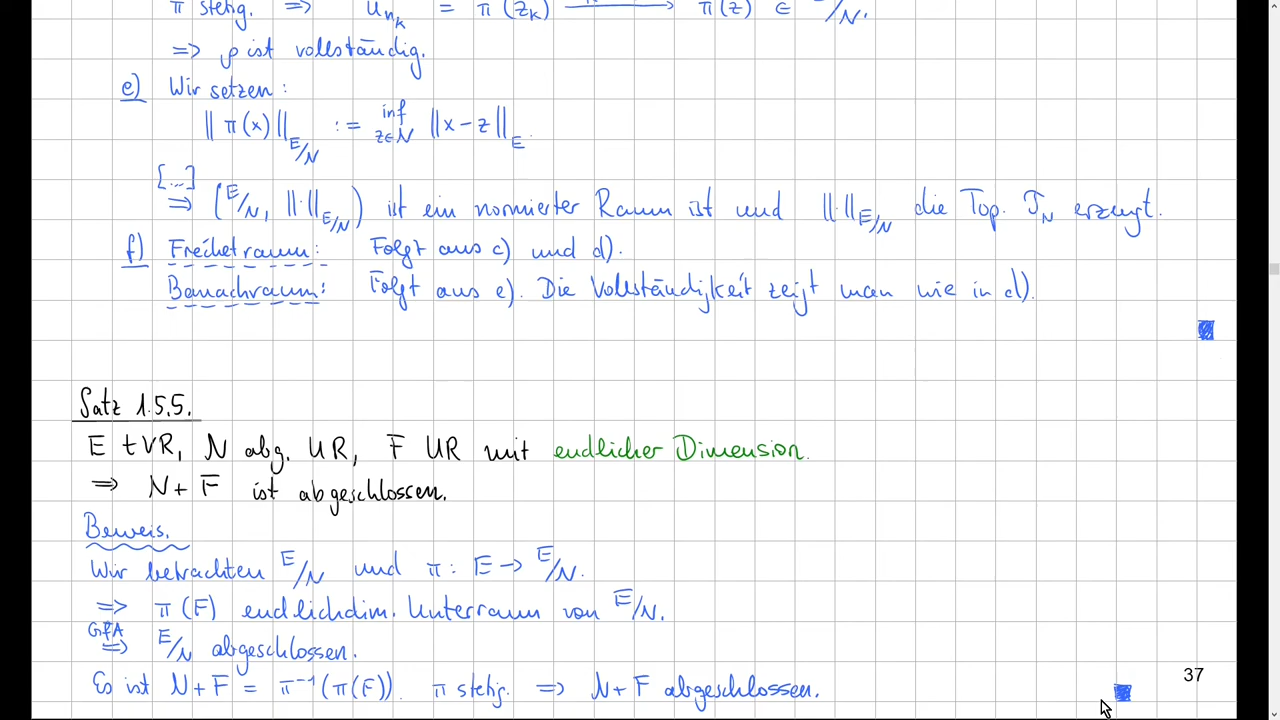 π stetig. ⟹ u_{n_k} = π(z_k) ⟶ π(z) ∈ E/N.
⟹ ρ ist vollständig.
e) Wir setzen:
‖π(x)‖_{E/N} := inf_{z∈N} ‖x-z‖_E.
[...]
⟹ (E/N, ‖·‖_{E/N}) ist ein normierter Raum ist und ‖·‖_{E/N} die Top. T_N erzeugt.
f) Fréchetraum: Folgt aus c) und d).
Banachraum: Folgt aus e). Die Vollständigkeit zeigt man wie in d).
Satz 1.5.5.
E tVR, N abg. UR, F UR mit endlicher Dimension.
⟹ N+F ist abgeschlossen.
Beweis.
Wir betrachten E/N und π: E → E/N.
⟹ π(F) endlichdim. Unterraum von E/N.
GfA ⟹ E/N abgeschlossen.
Es ist N+F = π⁻¹(π(F)). π stetig. ⟹ N+F abgeschlossen.
37